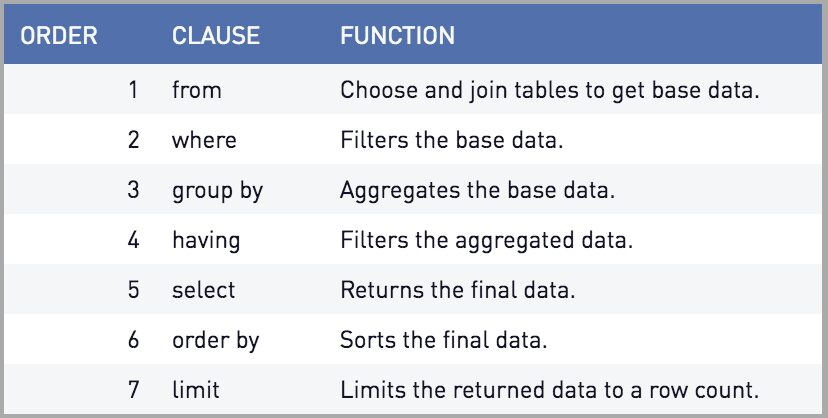 ORDER CLAUSE FUNCTION
1 from Choose and join tables to get base data.
2 where Filters the base data.
3 group by Aggregates the base data.
4 having Filters the aggregated data.
5 select Returns the final data.
6 order by Sorts the final data.
7 limit Limits the returned data to a row count.